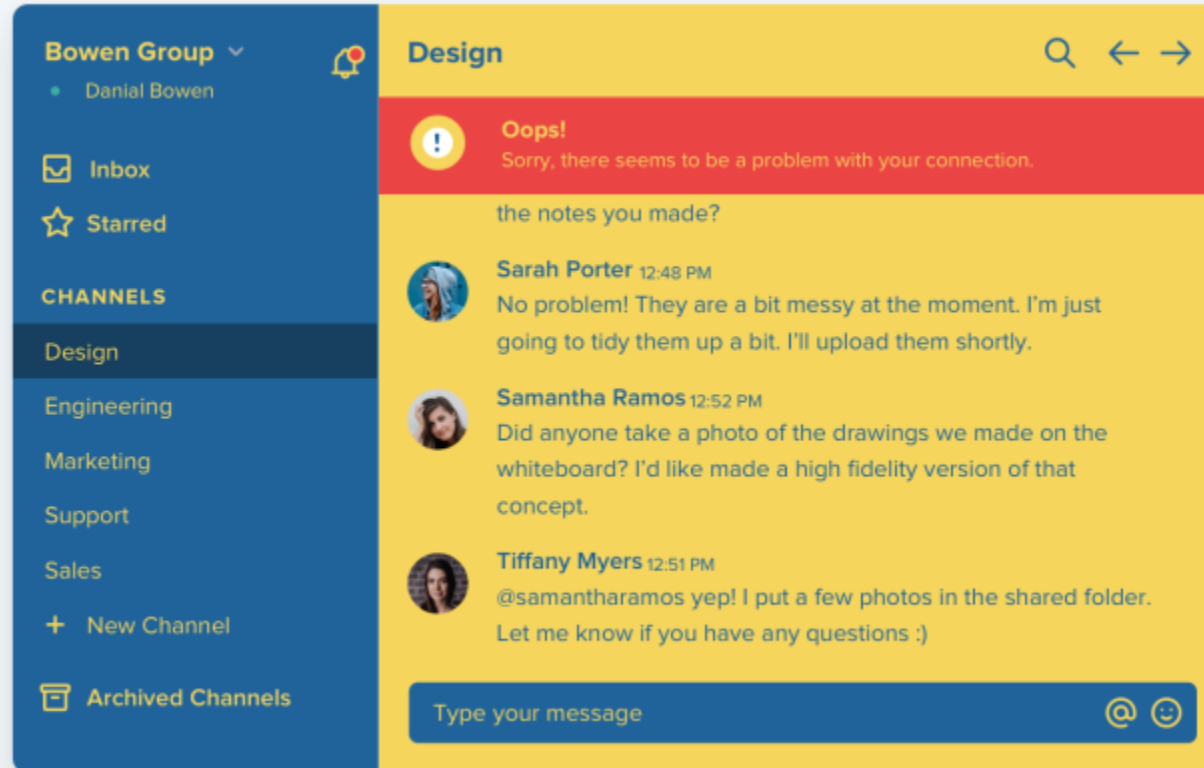 Bowen Group
Danial Bowen
Inbox
Starred
CHANNELS
Design
Engineering
Marketing
Support
Sales
+ New Channel
Archived Channels
Design
!
Oops!
Sorry, there seems to be a problem with your connection.
the notes you made?
Sarah Porter 12:48 PM
No problem! They are a bit messy at the moment. I’m just
going to tidy them up a bit. I’ll upload them shortly.
Samantha Ramos 12:52 PM
Did anyone take a photo of the drawings we made on the
whiteboard? I’d like made a high fidelity version of that
concept.
Tiffany Myers 12:51 PM
@samantharamos yep! I put a few photos in the shared folder.
Let me know if you have any questions :)
Type your message @